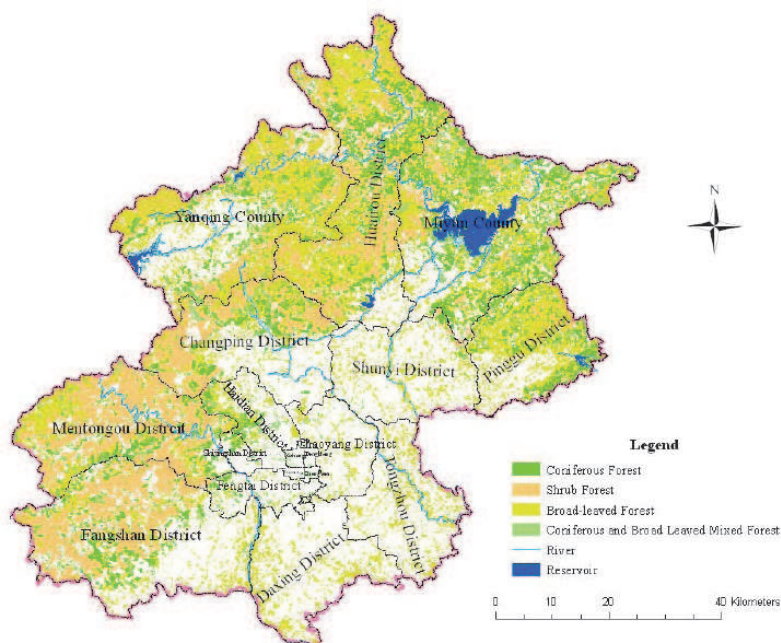 N
Huairou District
Yanqing County
Miyun County
Changping District
Shunyi District
Pinggu District
Haidian District
Mentongou District
Chaoyang District
Fengtai District
Tongzhou District
Fangshan District
Daxing District
Legend
Coniferous Forest
Shrub Forest
Broad-leaved Forest
Coniferous and Broad Leaved Mixed Forest
River
Reservoir
0 10 20 40 Kilometers